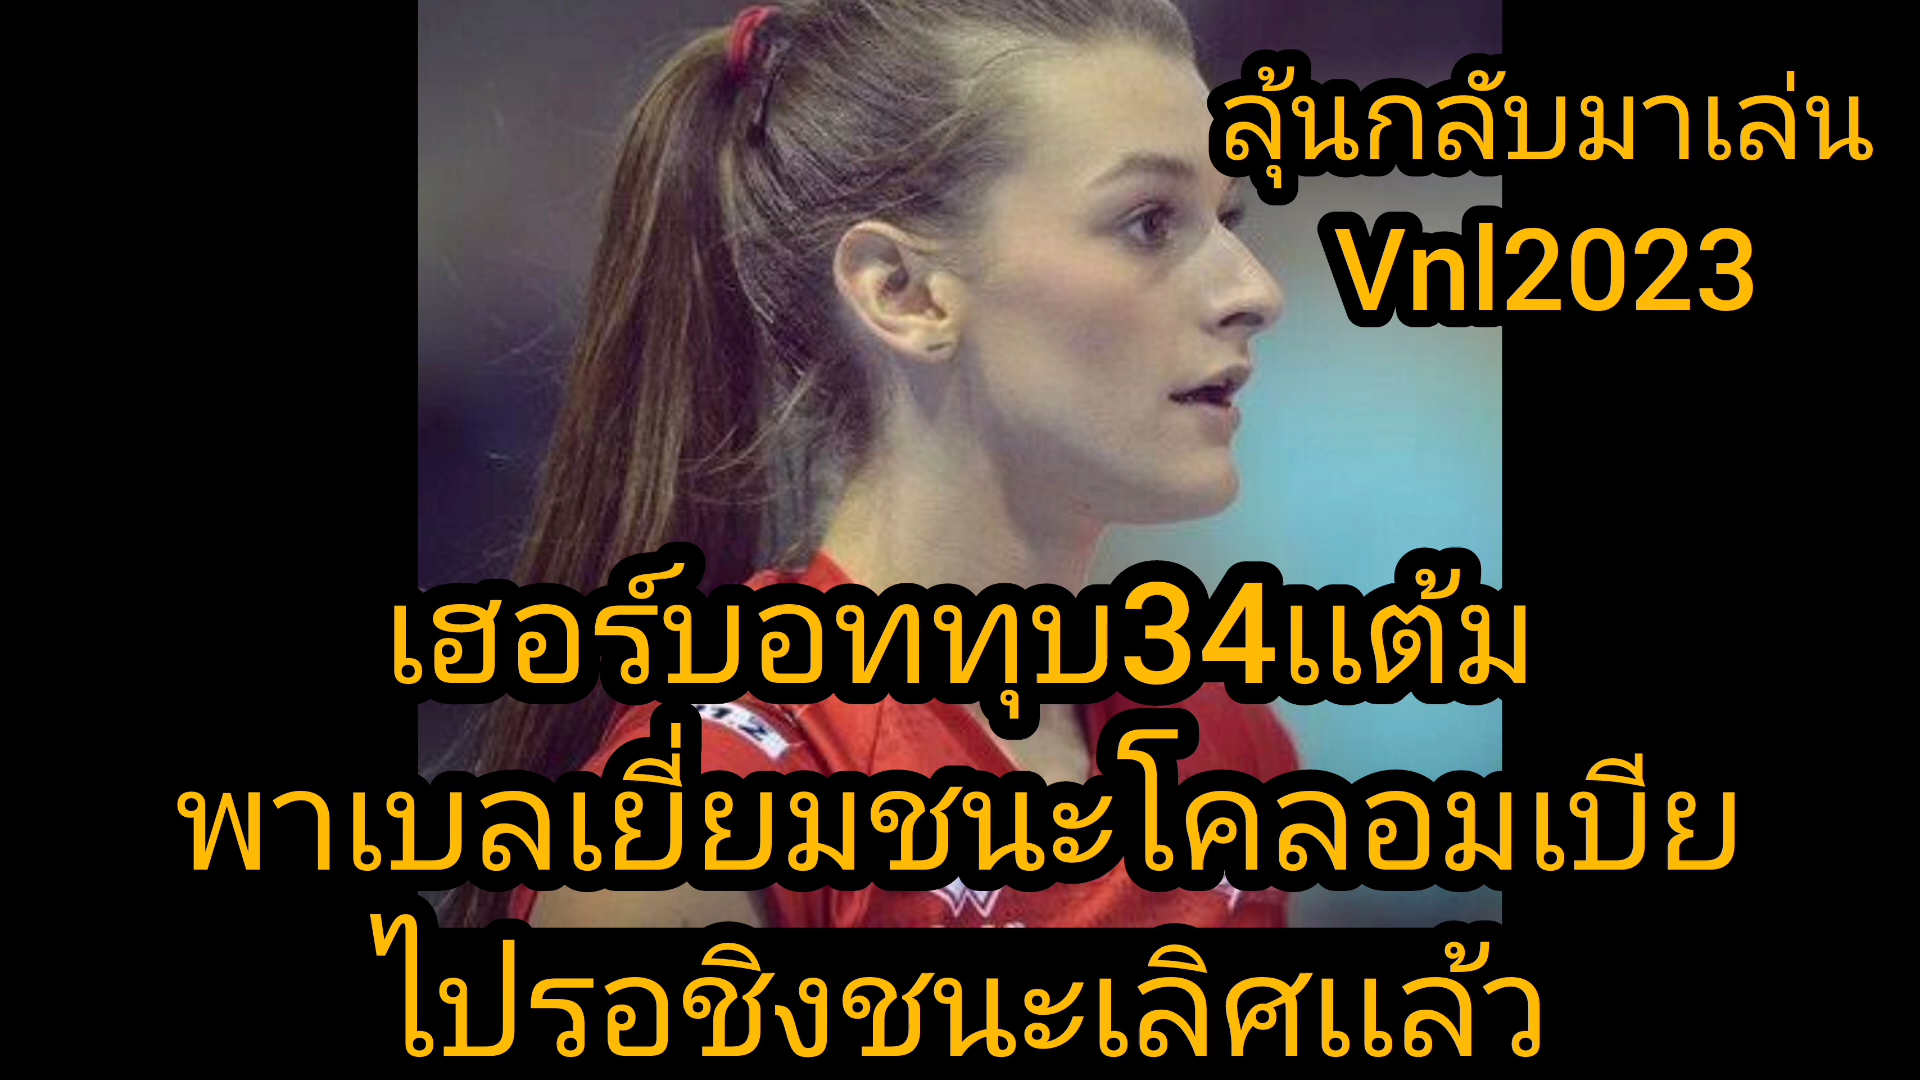 ลุ้นกลับมาเล่น
Vnl2023
เฮอร์บอททุบ34แต้ม
พาเบลเยี่ยมชนะโคลอมเบีย
ไปรอชิงชนะเลิศแล้ว